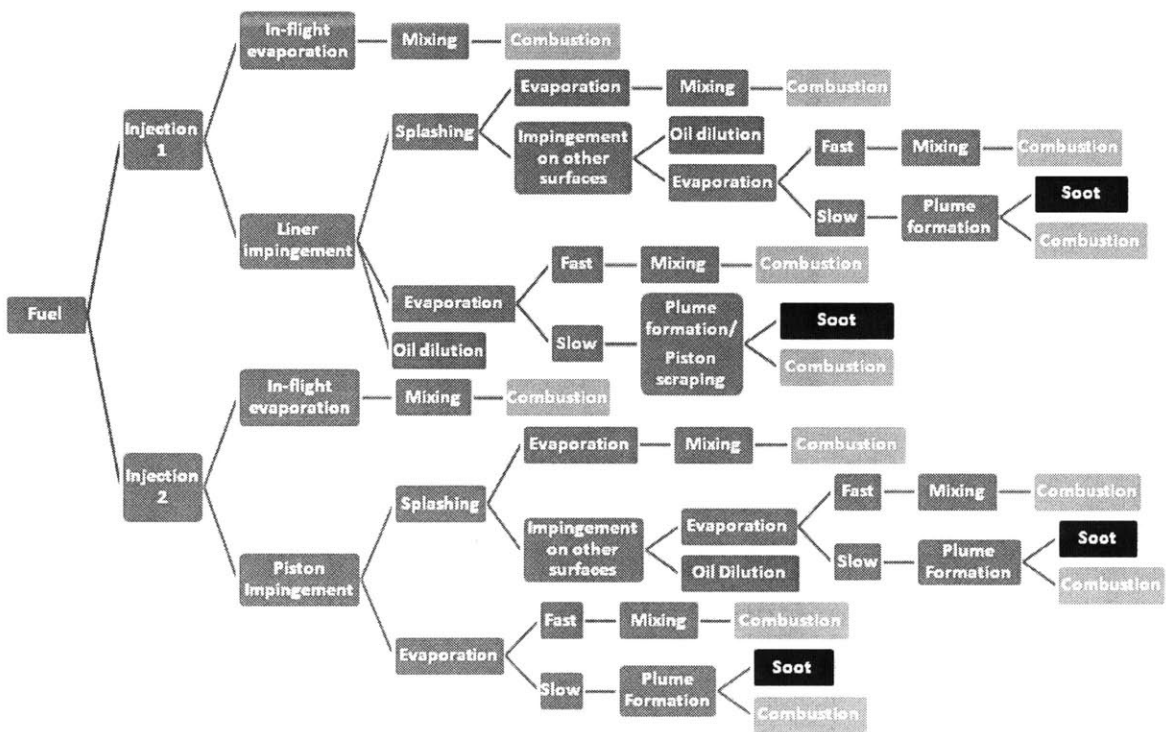 In-flight
evaporation
Mixing
Combustion
Evaporation
Mixing
Combustion
Injection
1
Splashing
Impingement
on other
surfaces
Oil dilution
Fast
Mixing
Combustion
Evaporation
Soot
Slow
Plume
formation
Liner
impingement
Combustion
Fast
Mixing
Combustion
Evaporation
Fuel
Plume
formation/
Piston
scraping
Soot
Slow
Oil dilution
Combustion
In-flight
evaporation
Mixing
Combustion
Evaporation
Mixing
Combustion
Injection
2
Splashing
Fast
Mixing
Combustion
Impingement
on other
surfaces
Evaporation
Soot
Slow
Plume
Formation
Oil Dilution
Combustion
Piston
Impingement
Fast
Mixing
Combustion
Evaporation
Soot
Slow
Plume
Formation
Combustion